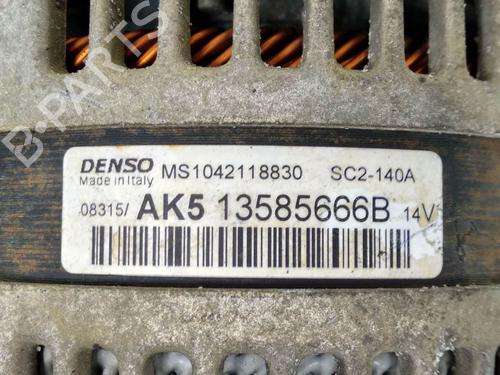 B-PARTS
DENSO MS1042118830 SC2-140A
Made in Italy
08315/ AK5 13585666B 14V